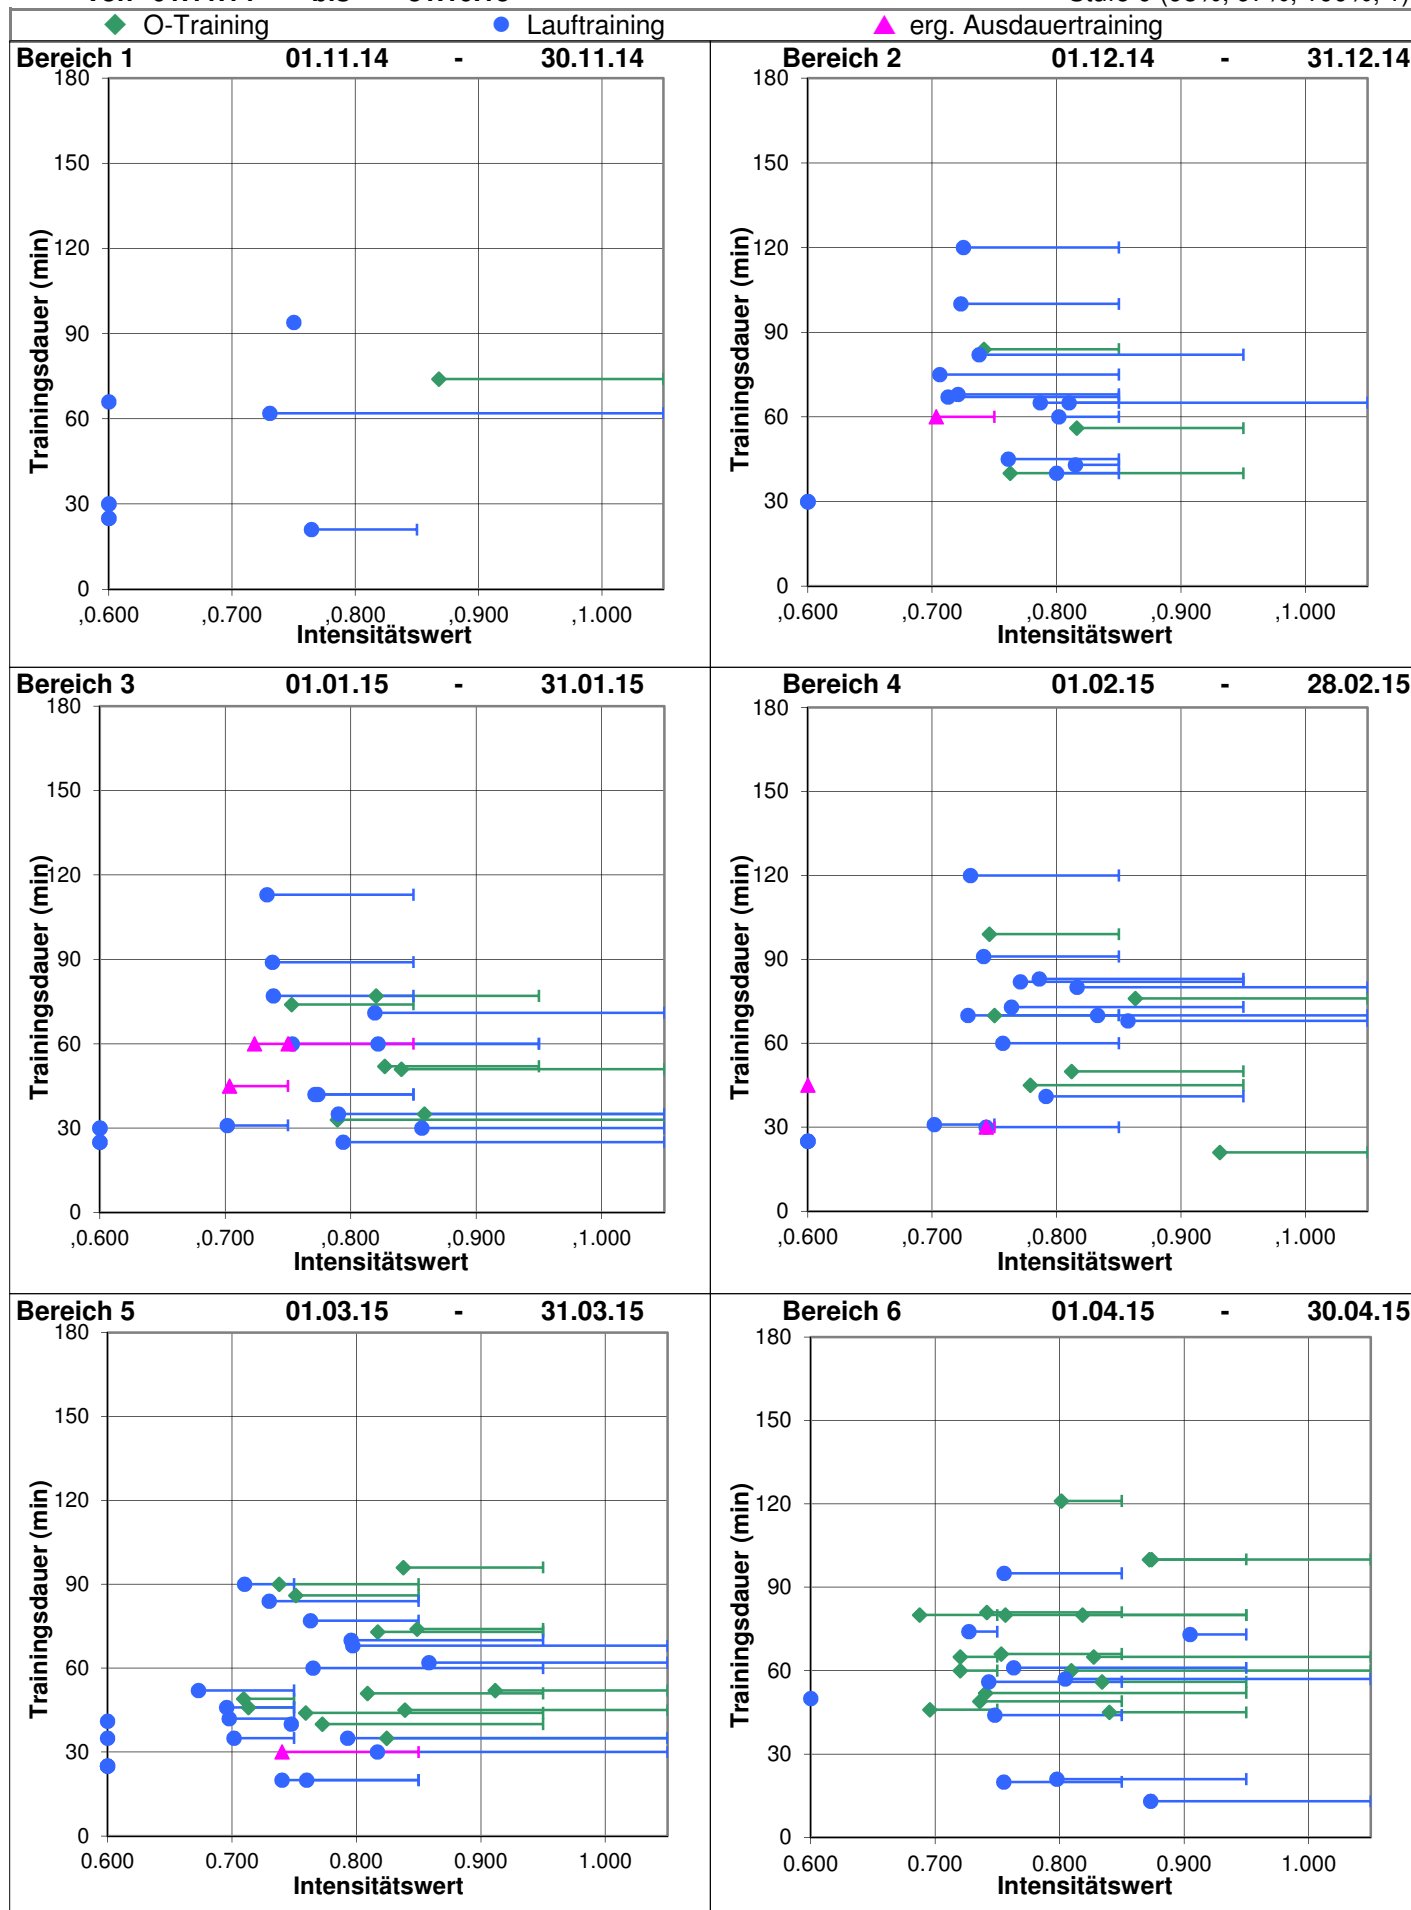 O-Training Lauftraining erg. Ausdauertraining
Bereich 1 01.11.14 - 30.11.14
180
150
120
90
60
30
0
Trainingsdauer (min)
,0.600 ,0.700 ,0.800 ,0.900 ,1.000
Intensitätswert
Bereich 2 01.12.14 - 31.12.14
180
150
120
90
60
30
0
Trainingsdauer (min)
,0.600 ,0.700 ,0.800 ,0.900 ,1.000
Intensitätswert
Bereich 3 01.01.15 - 31.01.15
180
150
120
90
60
30
0
Trainingsdauer (min)
,0.600 ,0.700 ,0.800 ,0.900 ,1.000
Intensitätswert
Bereich 4 01.02.15 - 28.02.15
180
150
120
90
60
30
0
Trainingsdauer (min)
,0.600 ,0.700 ,0.800 ,0.900 ,1.000
Intensitätswert
Bereich 5 01.03.15 - 31.03.15
180
150
120
90
60
30
0
Trainingsdauer (min)
0.600 0.700 0.800 0.900 1.000
Intensitätswert
Bereich 6 01.04.15 - 30.04.15
180
150
120
90
60
30
0
Trainingsdauer (min)
0.600 0.700 0.800 0.900 1.000
Intensitätswert